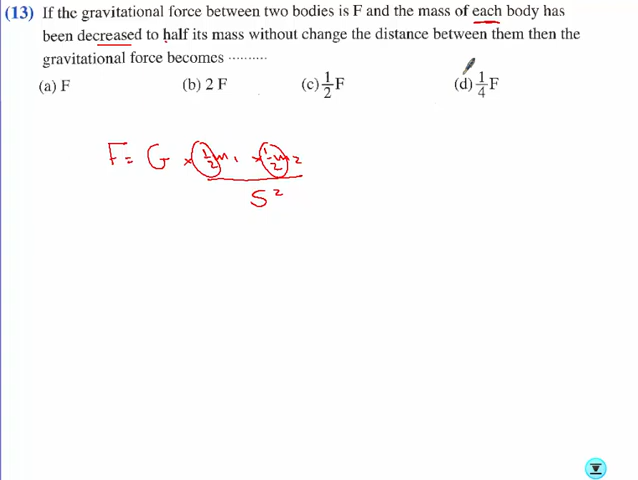 (13) If the gravitational force between two bodies is F and the mass of each body has
been decreased to half its mass without change the distance between them then the
gravitational force becomes ··········
(a) F (b) 2 F (c) 1/2 F (d) 1/4 F
F = G × 1/2 m1 × 1/2 m2
S²